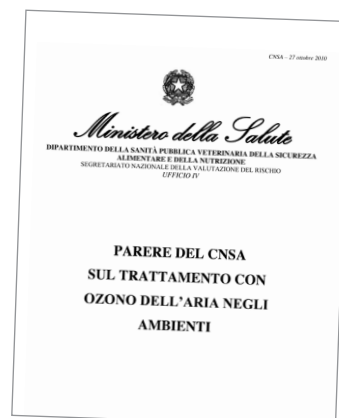 CNSA – 27 ottobre 2010
Ministero della Salute
DIPARTIMENTO DELLA SANITÀ PUBBLICA VETERINARIA DELLA SICUREZZA
ALIMENTARE E DELLA NUTRIZIONE
SEGRETARIATO NAZIONALE DELLA VALUTAZIONE DEL RISCHIO
UFFICIO IV
PARERE DEL CNSA
SUL TRATTAMENTO CON
OZONO DELL'ARIA NEGLI
AMBIENTI